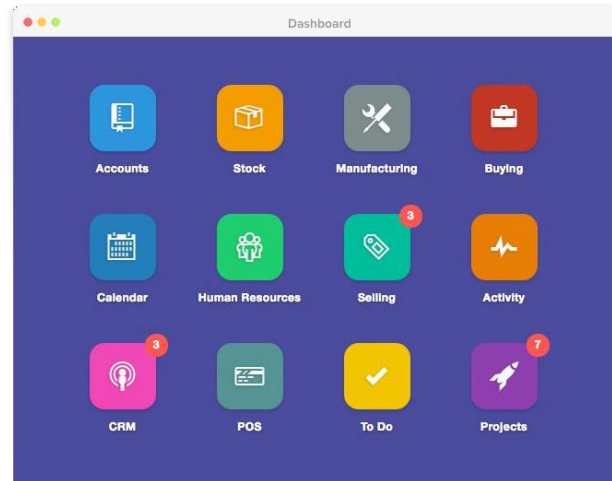 Dashboard
Accounts
Stock
Manufacturing
Buying
3
Calendar
Human Resources
Selling
Activity
3
7
CRM
POS
To Do
Projects